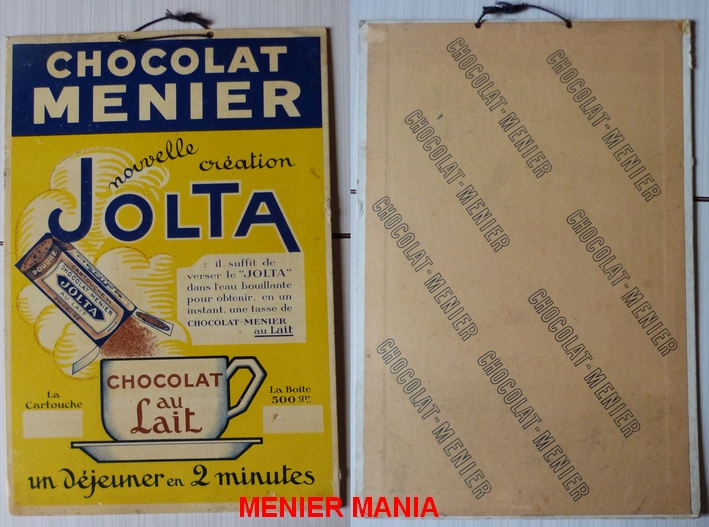 CHOCOLAT
MENIER
nouvelle création
JOLTA
: il suffit de
verser le "JOLTA"
dans l'eau bouillante
pour obtenir, en un
instant, une tasse de
CHOCOLAT-MENIER
au Lait
POUDRE
CHOCOLAT-MENIER
JOLTA
AU LAIT
CHOCOLAT
au
Lait
La
Cartouche
La Boite
500 gr.
un Déjeuner en 2 minutes
CHOCOLAT-MENIER
CHOCOLAT-MENIER
CHOCOLAT-MENIER
CHOCOLAT-MENIER
CHOCOLAT-MENIER
CHOCOLAT-MENIER
CHOCOLAT-MENIER
CHOCOLAT-MENIER
MENIER MANIA